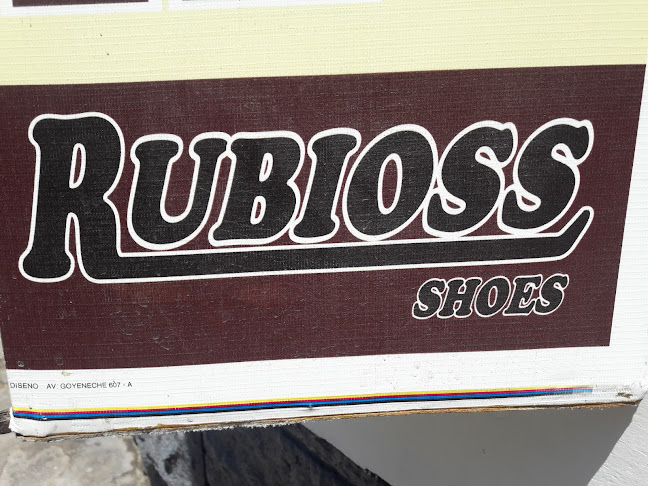 RUBIOSS
SHOES
DISEÑO AV. GOYENECHE 607 - A